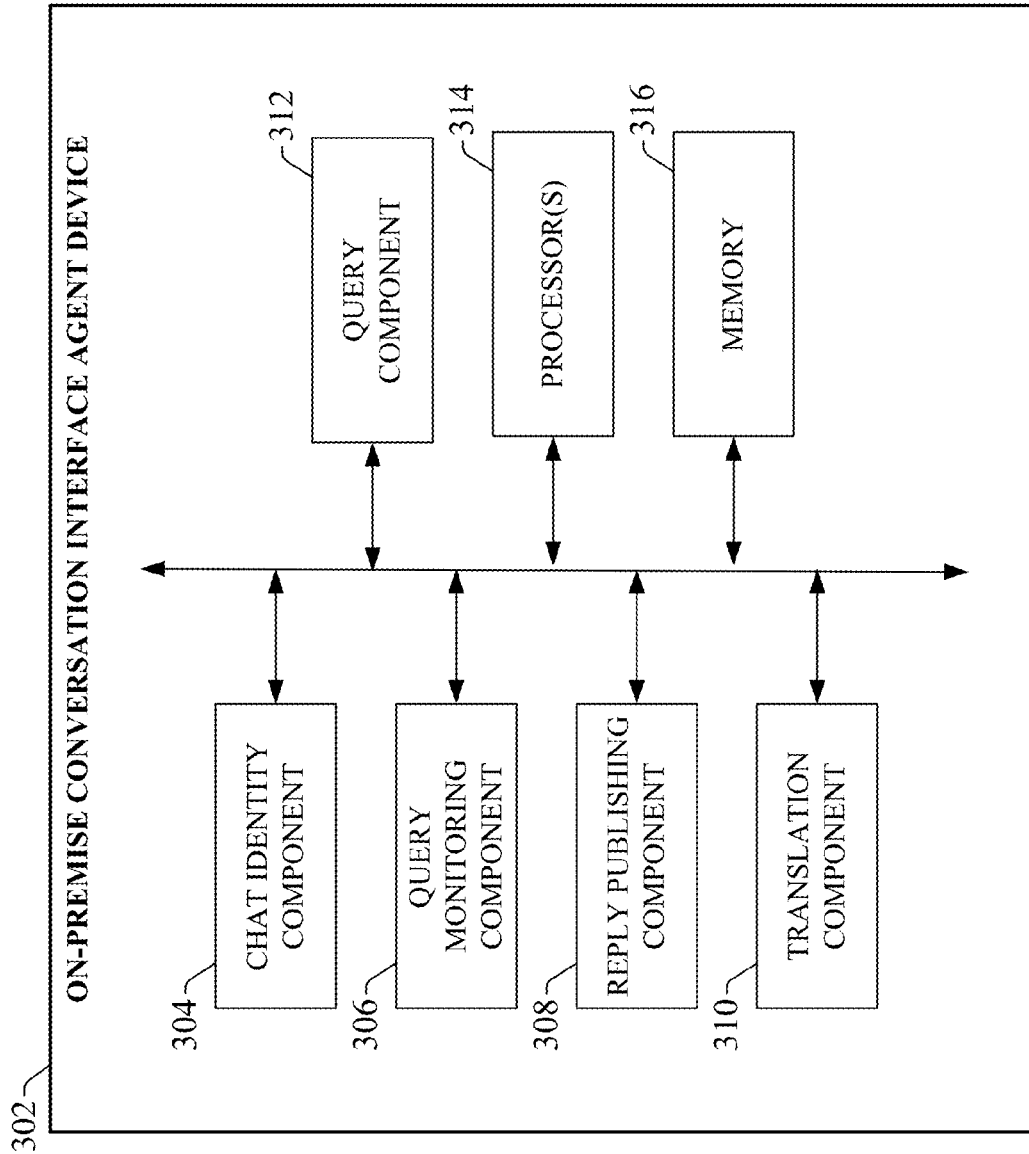 302
ON-PREMISE CONVERSATION INTERFACE AGENT DEVICE
304
CHAT IDENTITY
COMPONENT
306
QUERY
MONITORING
COMPONENT
308
REPLY PUBLISHING
COMPONENT
310
TRANSLATION
COMPONENT
312
QUERY
COMPONENT
314
PROCESSOR(S)
316
MEMORY